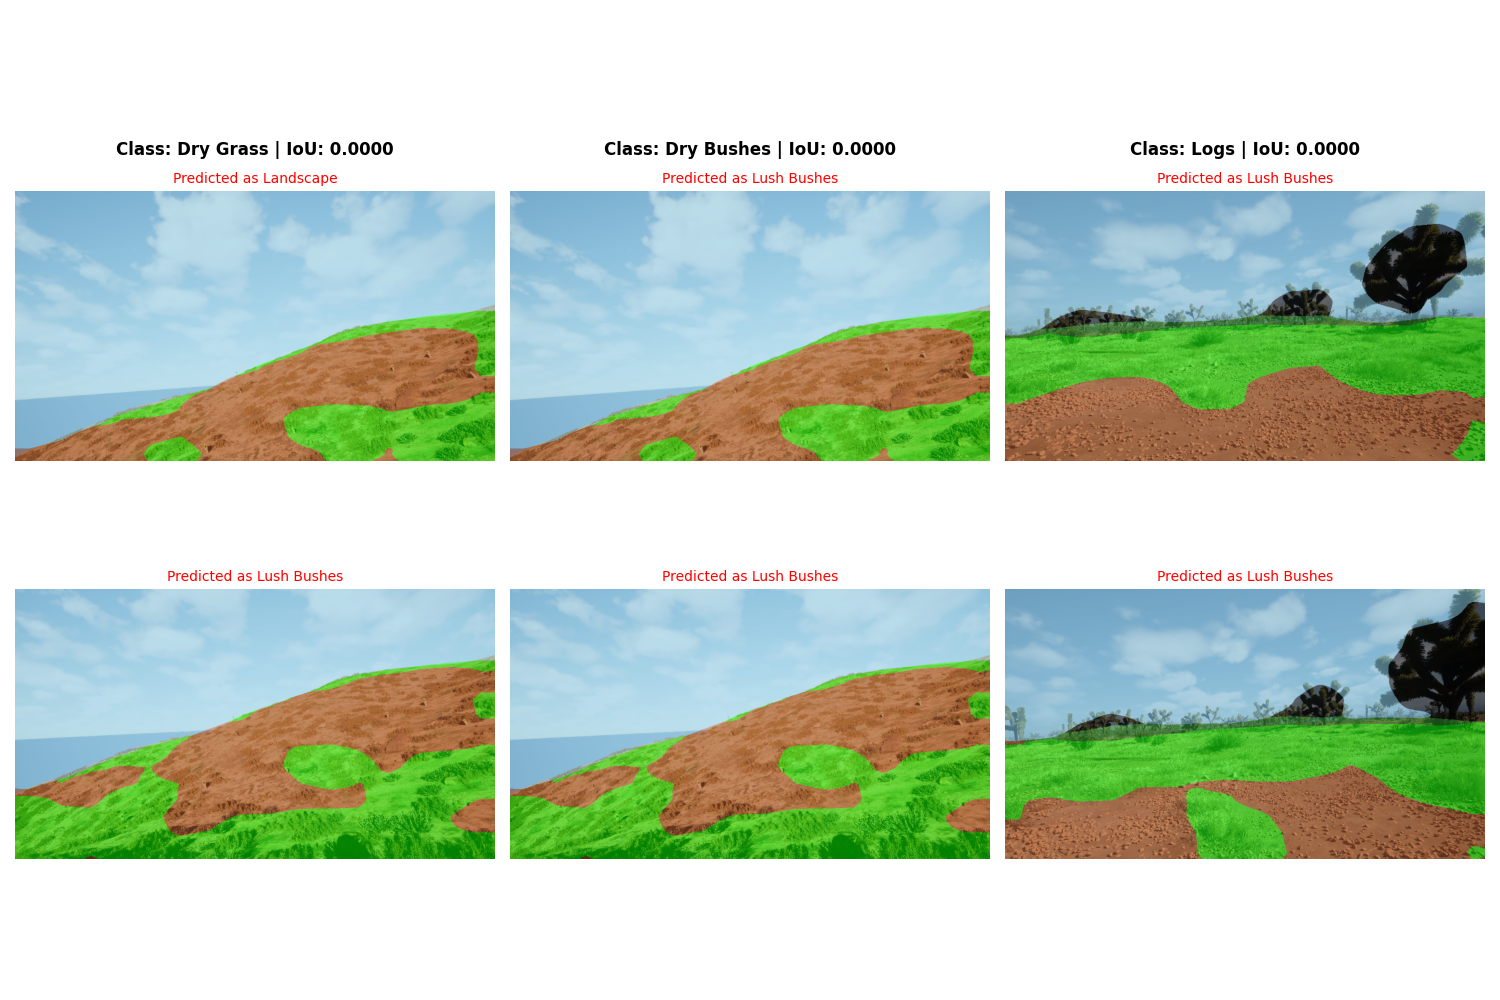 Class: Dry Grass | IoU: 0.0000
Predicted as Landscape
Class: Dry Bushes | IoU: 0.0000
Predicted as Lush Bushes
Class: Logs | IoU: 0.0000
Predicted as Lush Bushes
Predicted as Lush Bushes
Predicted as Lush Bushes
Predicted as Lush Bushes